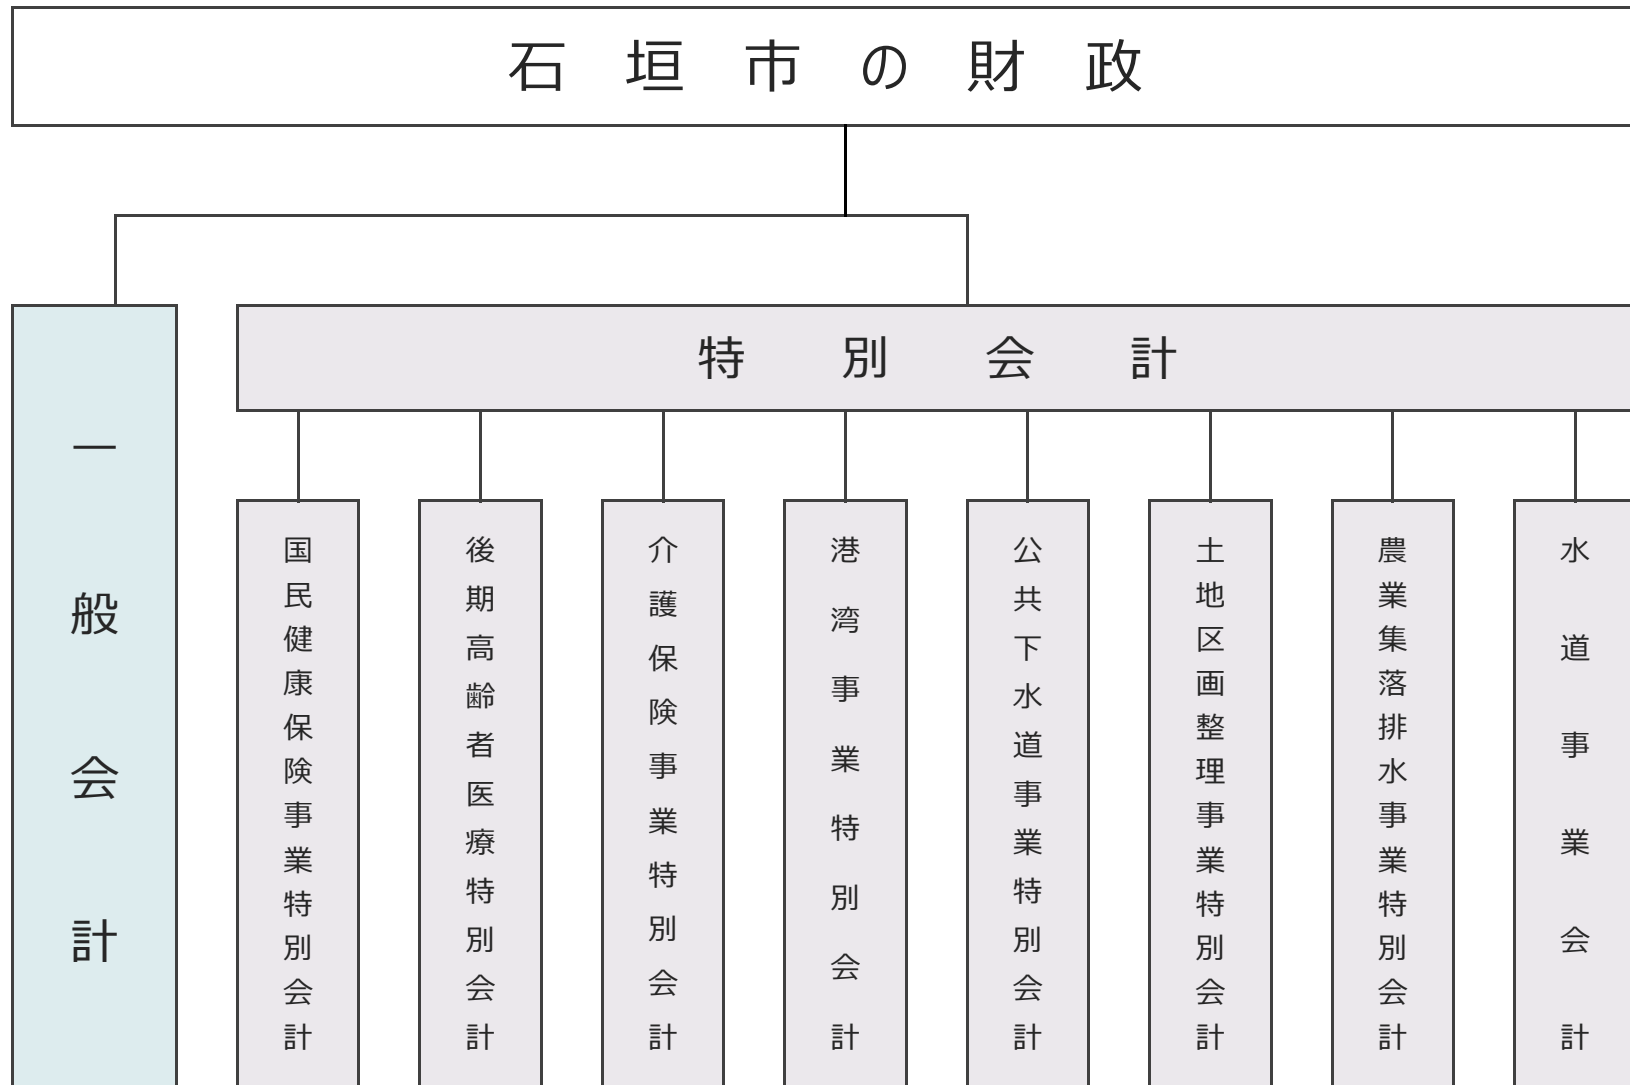 石垣市の財政
一般会計
特別会計
国民健康保険事業特別会計
後期高齢者医療特別会計
介護保険事業特別会計
港湾事業特別会計
公共下水道事業特別会計
土地区画整理事業特別会計
農業集落排水事業特別会計
水道事業会計